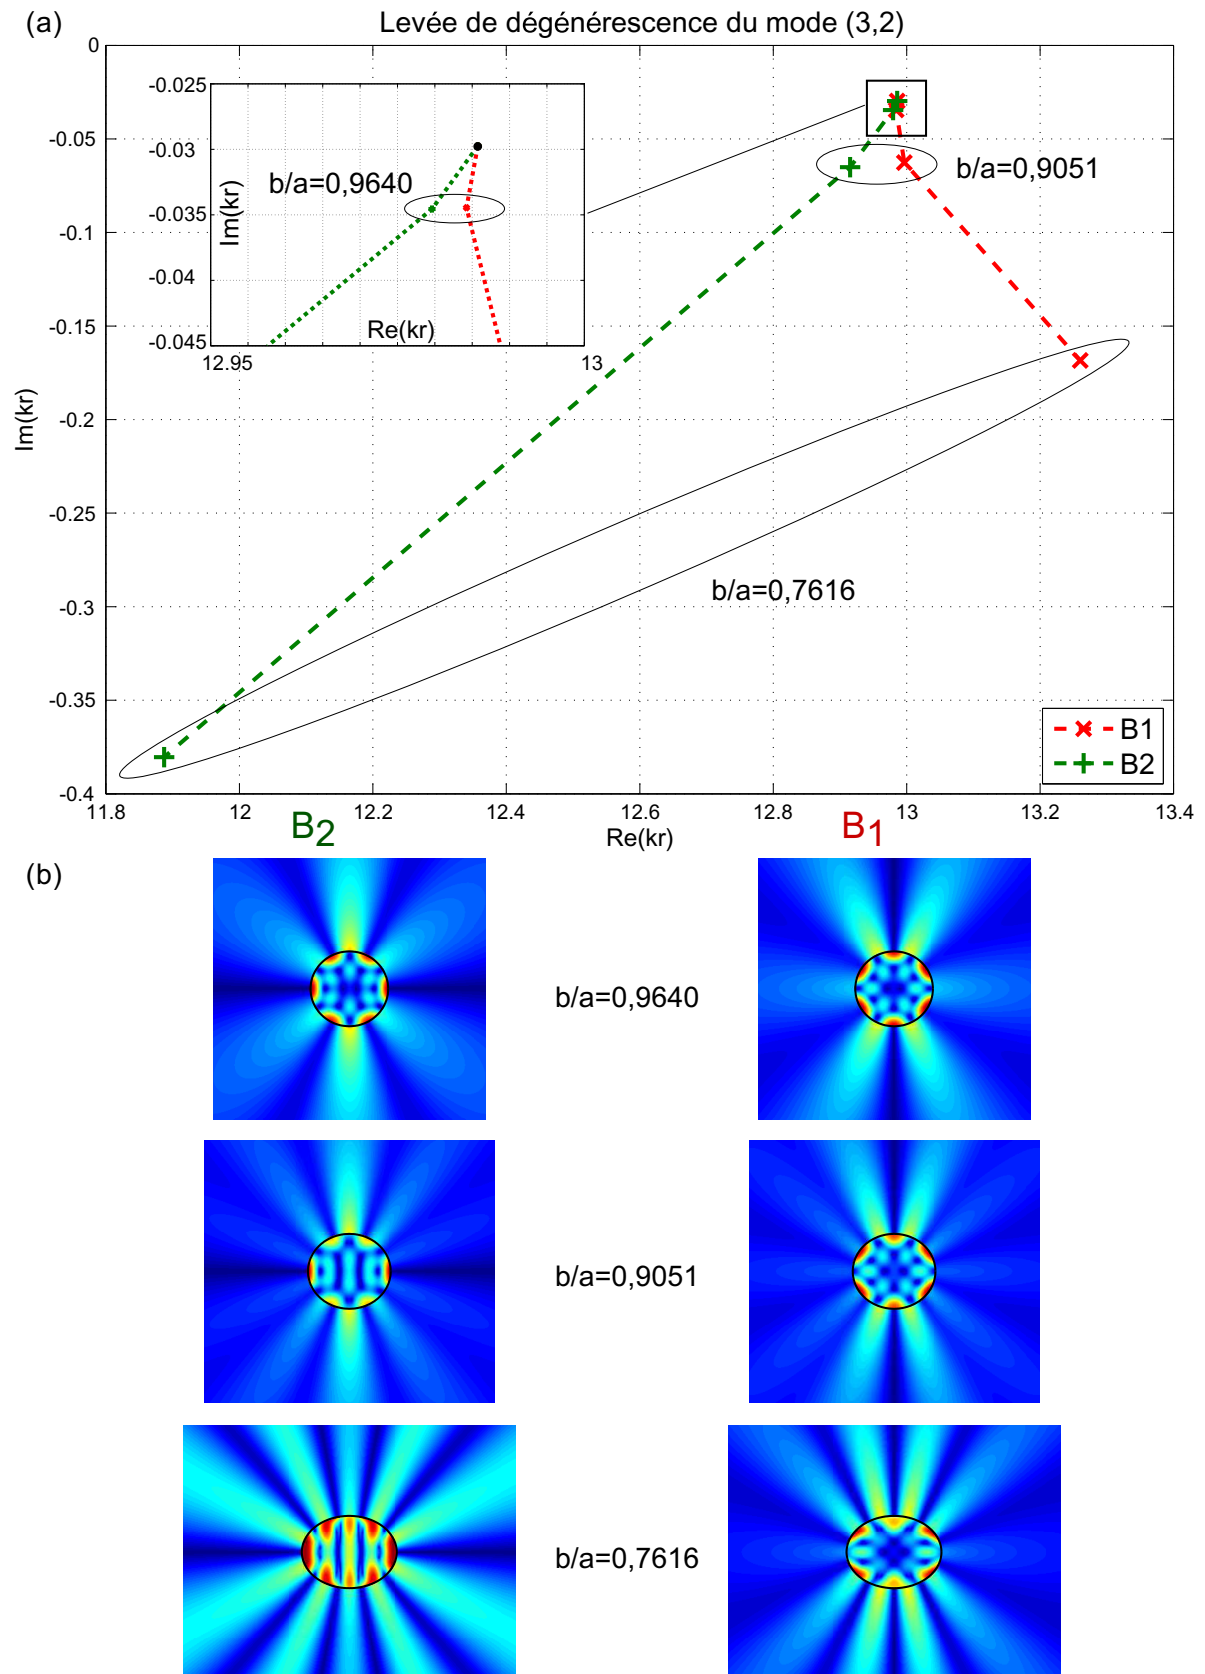 (a)
Levée de dégénérescence du mode (3,2)
0
-0.05
-0.1
-0.15
-0.2
-0.25
-0.3
-0.35
-0.4
Im(kr)
-0.025
-0.03
-0.035
-0.04
-0.045
Im(kr)
b/a=0,9640
Re(kr)
12.95
13
b/a=0,9051
b/a=0,7616
B1
B2
11.8
12
12.2
12.4
12.6
12.8
13
13.2
13.4
Re(kr)
B2
B1
(b)
b/a=0,9640
b/a=0,9051
b/a=0,7616